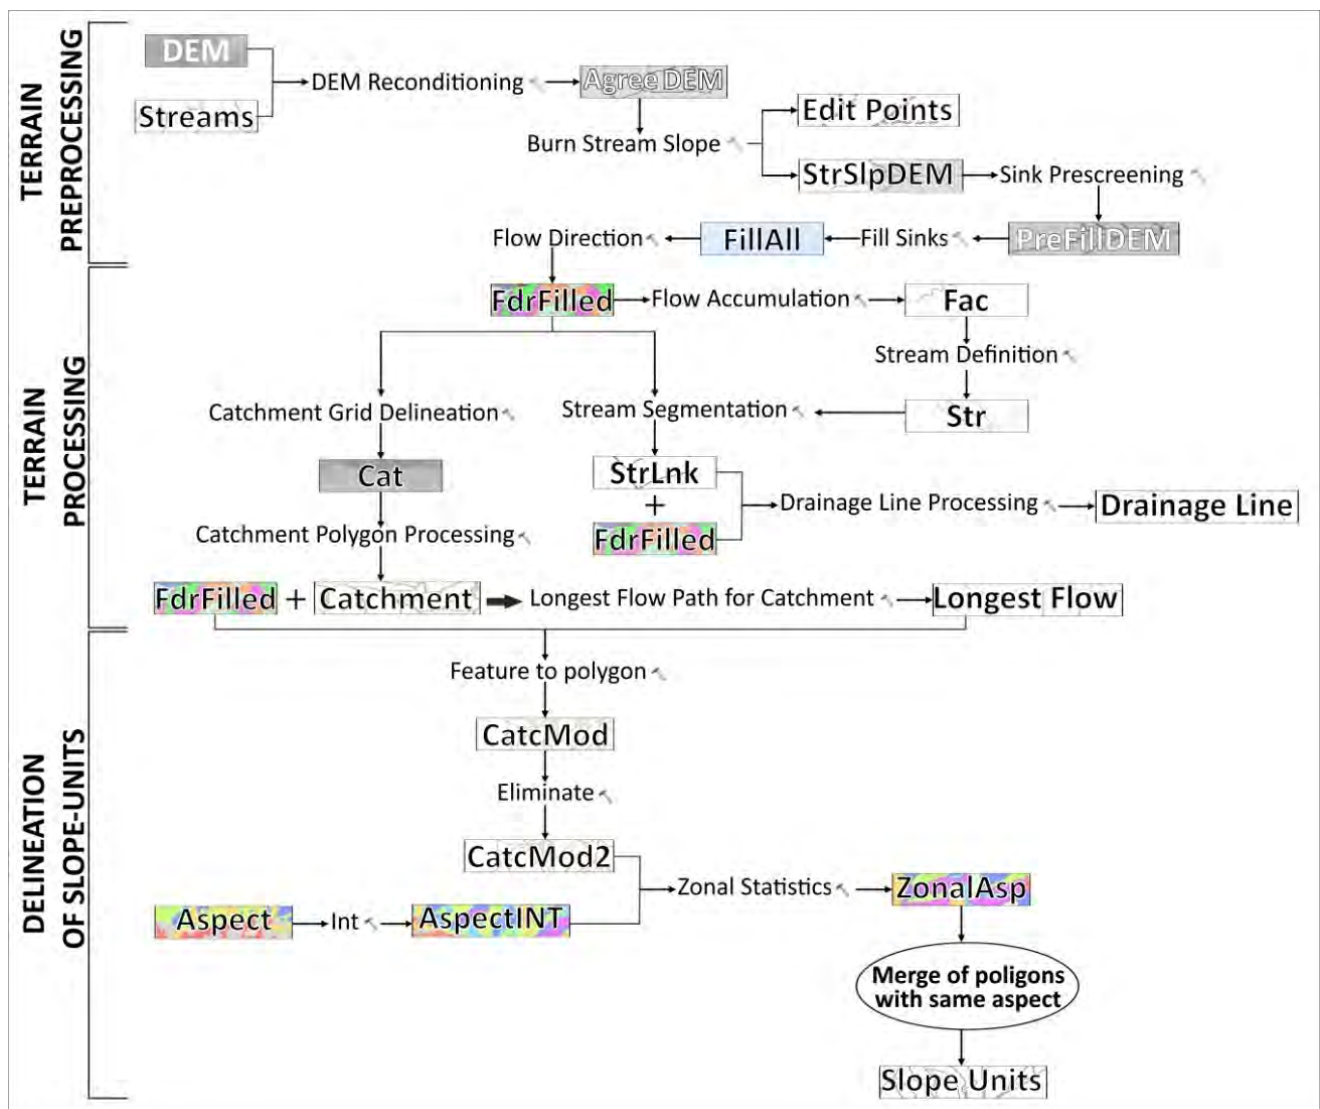 TERRAIN
PREPROCESSING
DEM
Streams
DEM Reconditioning
AgreeDEM
Burn Stream Slope
Edit Points
StrSlpDEM
Sink Prescreening
PreFillDEM
Fill Sinks
FillAll
Flow Direction
TERRAIN
PROCESSING
FdrFilled
Flow Accumulation
Fac
Stream Definition
Str
Catchment Grid Delineation
Stream Segmentation
Cat
StrLnk
+
FdrFilled
Drainage Line Processing
Drainage Line
Catchment Polygon Processing
FdrFilled + Catchment
Longest Flow Path for Catchment
Longest Flow
DELINEATION
OF SLOPE-UNITS
Feature to polygon
CatcMod
Eliminate
CatcMod2
Aspect
Int
AspectINT
Zonal Statistics
ZonalAsp
Merge of poligons
with same aspect
Slope Units